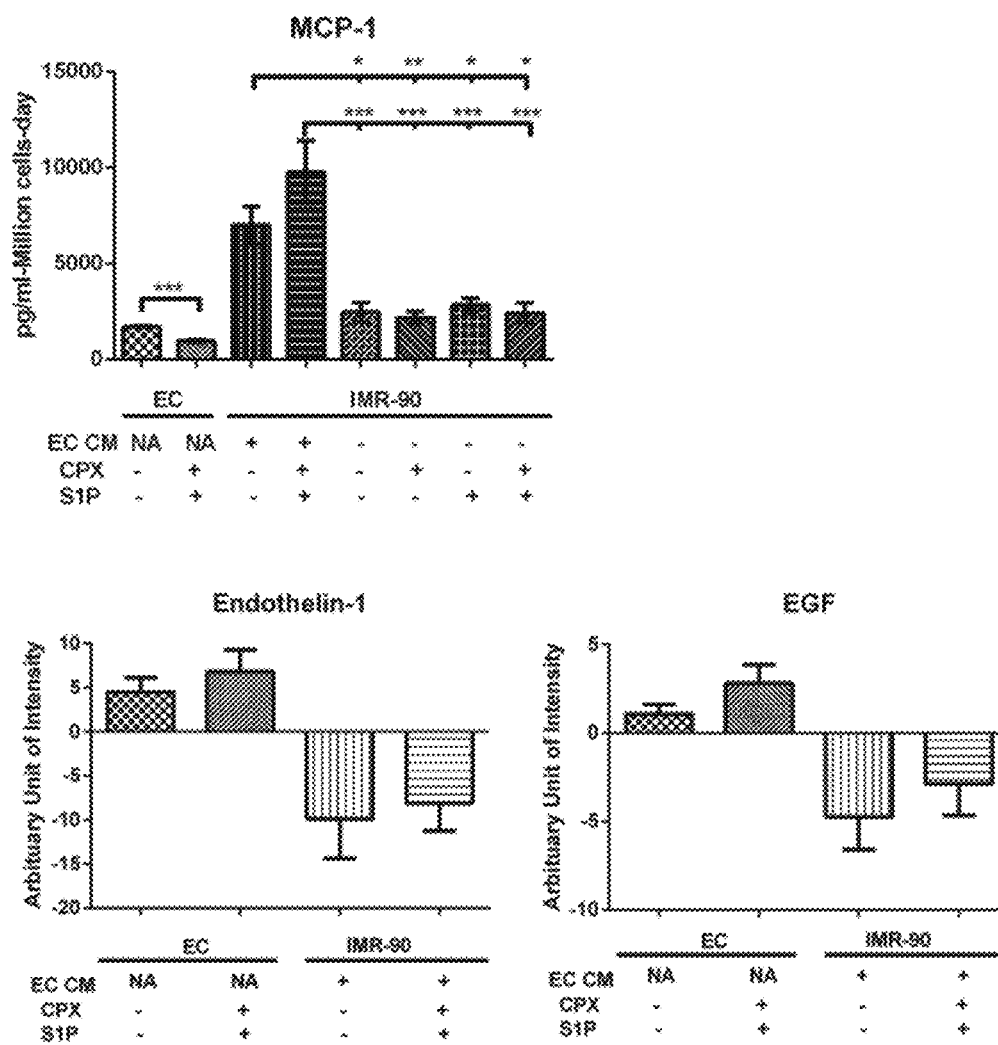 MCP-1
pg/ml-Million cells-day
15000
10000
5000
0
* ** * *
*** *** *** ***
***
EC IMR-90
EC CM NA NA + + - - - -
CPX - + - + - + - +
S1P - + - + - - + +
Endothelin-1
Arbituary Unit of Intensity
10
5
0
-5
-10
-15
-20
EC IMR-90
EC CM NA NA + +
CPX - + - +
S1P - + - +
EGF
Arbituary Unit of Intensity
5
0
-5
-10
EC IMR-90
EC CM NA NA + +
CPX - + - +
S1P - + - +